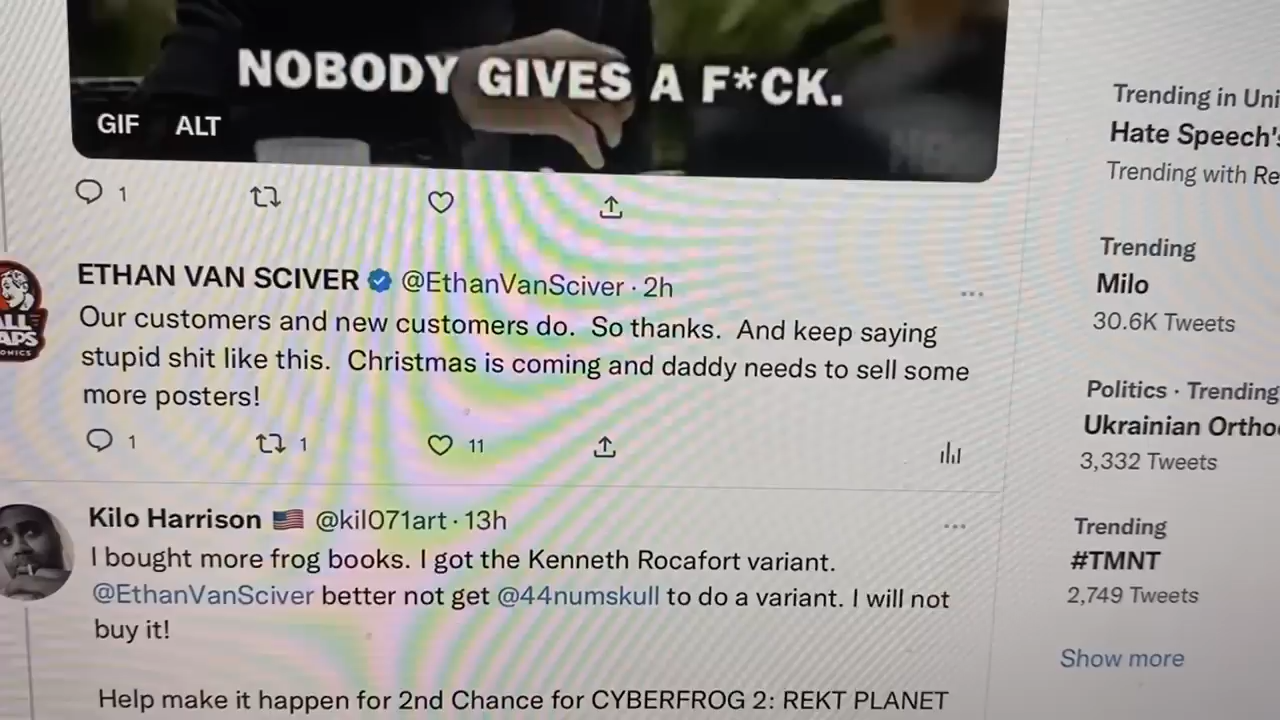 NOBODY GIVES A F*CK.
GIF ALT
1
ETHAN VAN SCIVER @EthanVanSciver · 2h
Our customers and new customers do. So thanks. And keep saying
stupid shit like this. Christmas is coming and daddy needs to sell some
more posters!
1 1 11
Kilo Harrison @kilO71art · 13h
I bought more frog books. I got the Kenneth Rocafort variant.
@EthanVanSciver better not get @44numskull to do a variant. I will not
buy it!
Help make it happen for 2nd Chance for CYBERFROG 2: REKT PLANET
Trending in Uni
Hate Speech's
Trending with Re
Trending
Milo
30.6K Tweets
Politics · Trending
Ukrainian Ortho
3,332 Tweets
Trending
#TMNT
2,749 Tweets
Show more